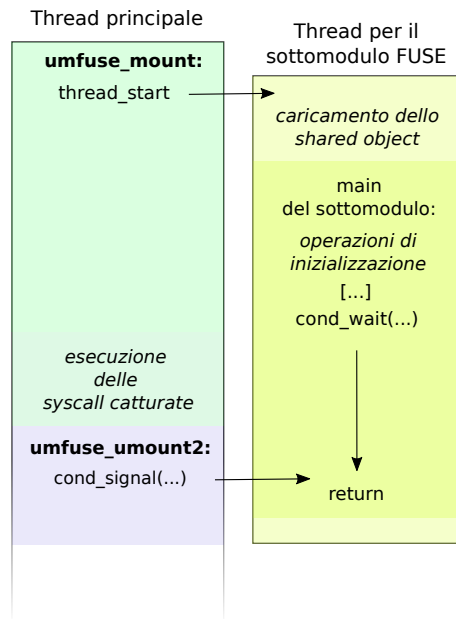 Thread principale
umfuse_mount:
thread_start
esecuzione
delle
syscall catturate
umfuse_umount2:
cond_signal(...)
Thread per il
sottomodulo FUSE
caricamento dello
shared object
main
del sottomodulo:
operazioni di
inizializzazione
[...]
cond_wait(...)
return